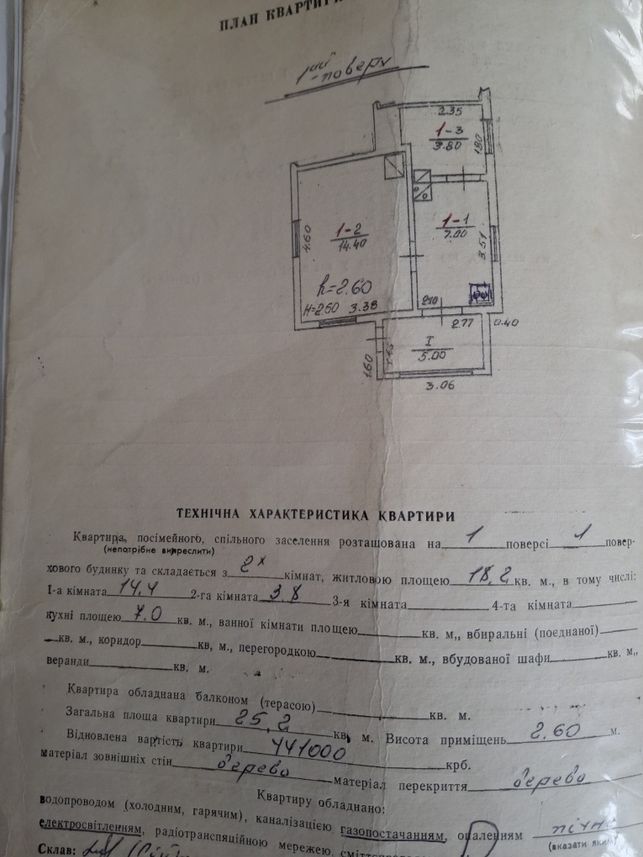 ПЛАН КВАРТИРИ
1ий поверх
2.35
1-3
3.80
1.80
1-2
14.40
4.60
1-1
7.00
3.51
h=2.60
H=2.60 3.38
2.10
2.77
0.40
I
5.00
1.60
3.06
ТЕХНІЧНА ХАРАКТЕРИСТИКА КВАРТИРИ
Квартира, посімейного, спільного заселення розташована на 1 поверсі 1 повер-
(непотрібне викреслити)
хового будинку та складається з 2х кімнат, житловою площею 18,2 кв. м., в тому числі:
1-а кімната 14,4 2-га кімната 3.8 3-я кімната 4-та кімната
кухні площею 7.0 кв. м., ванної кімнати площею кв. м., вбиральні (поєднаної)
кв. м., коридор кв, м., перегородкою кв. м., вбудованої шафи кв. м.,
веранди кв. м.
Квартира обладнана балконом (терасою) кв. м.
Загальна площа квартири 25,2 кв. м. Висота приміщень 2.60 м.
Відновлена вартість квартири 441000 крб.
матеріал зовнішніх стін дерево матеріал перекриття дерево
Квартиру обладнано:
водопроводом (холодним, гарячим), каналізацією газопостачанням, опаленням пічне
(вказати яким)
електросвітленням, радіотранспяційною мережею,
Склав: